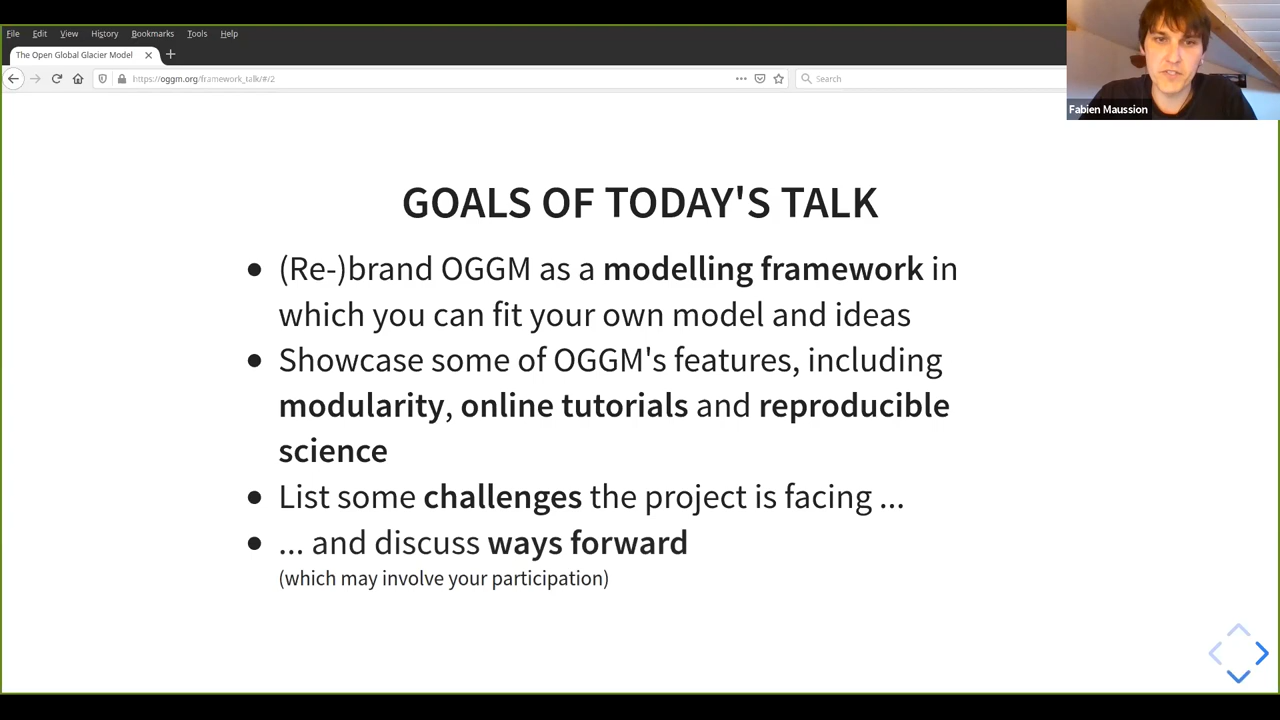 File Edit View History Bookmarks Tools Help
The Open Global Glacier Model
https://oggm.org/framework_talk/#/2
Search
Fabien Maussion
GOALS OF TODAY'S TALK
(Re-)brand OGGM as a modelling framework in
which you can fit your own model and ideas
Showcase some of OGGM's features, including
modularity, online tutorials and reproducible
science
List some challenges the project is facing ...
... and discuss ways forward
(which may involve your participation)